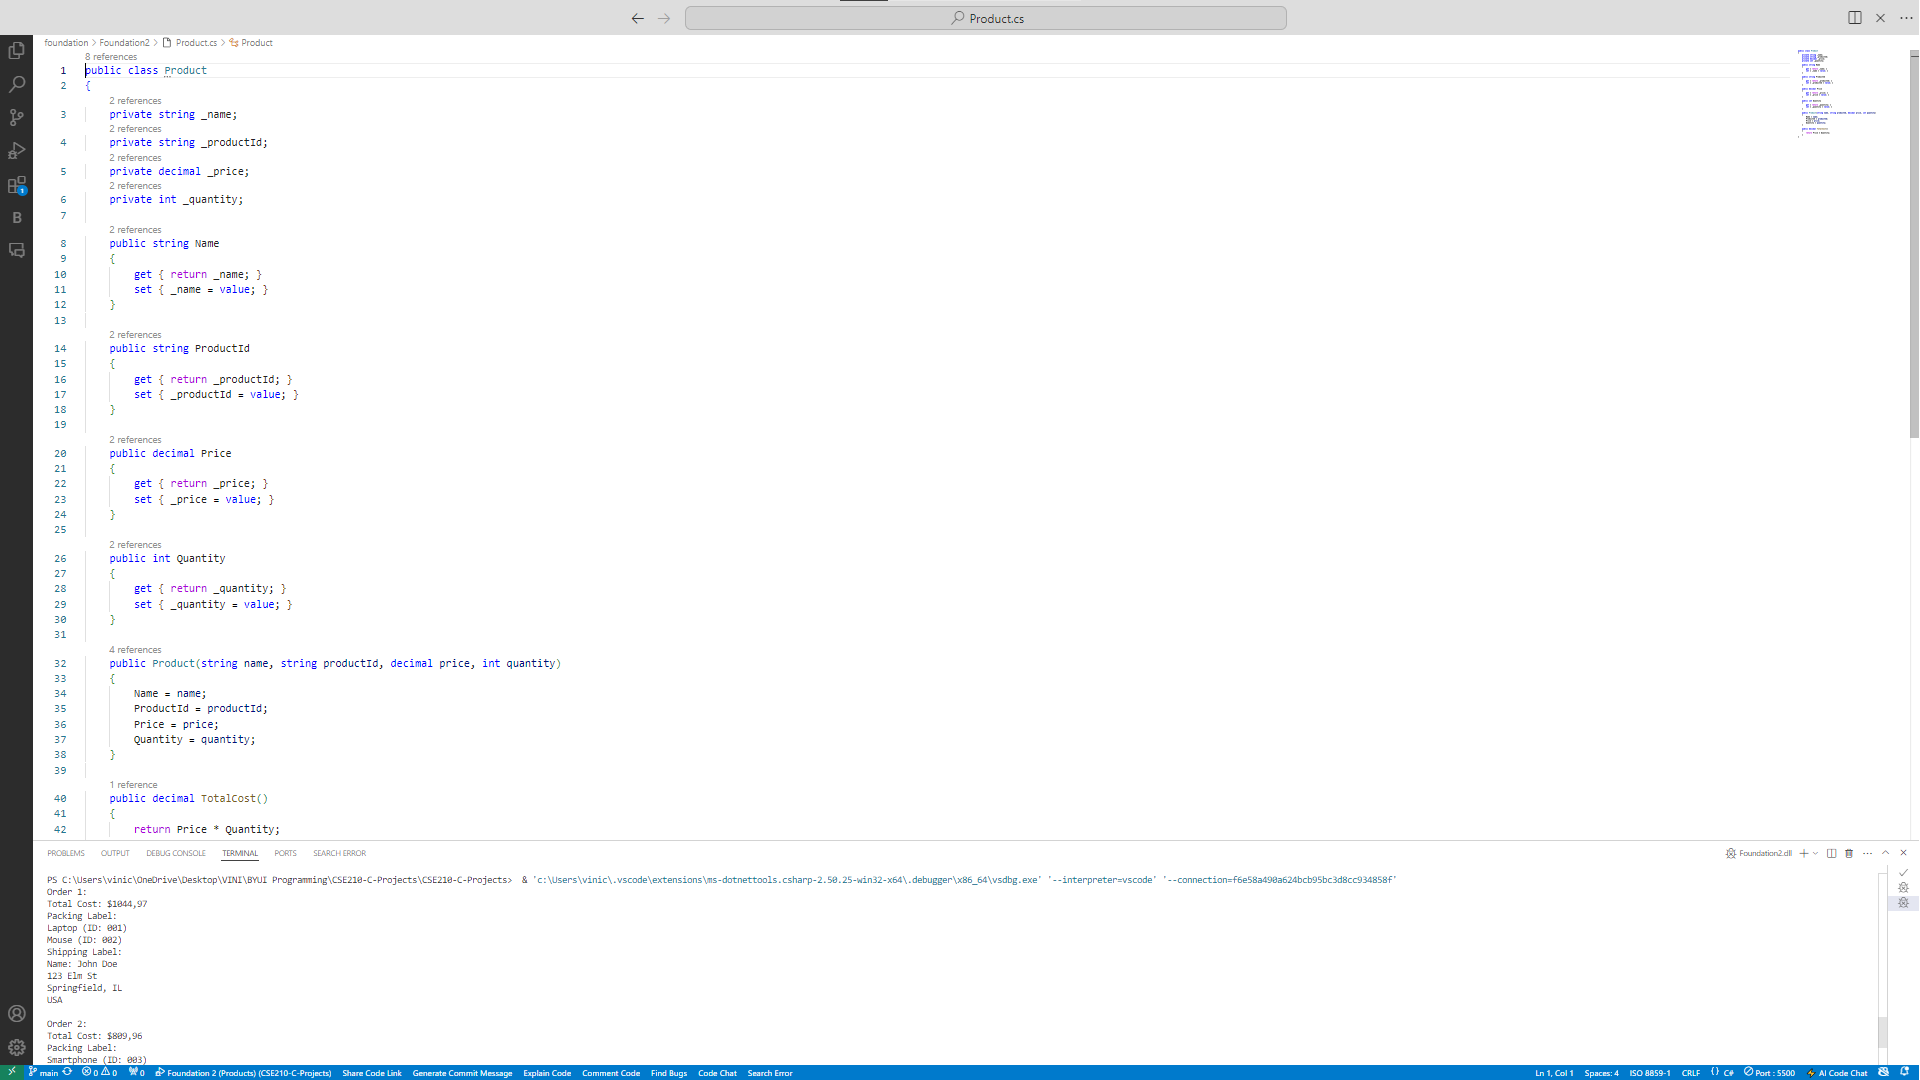 Product.cs
foundation > Foundation2 > Product.cs > Product
8 references
1 public class Product
2 {
2 references
3 private string _name;
2 references
4 private string _productId;
2 references
5 private decimal _price;
2 references
6 private int _quantity;
7
2 references
8 public string Name
9 {
10 get { return _name; }
11 set { _name = value; }
12 }
13
2 references
14 public string ProductId
15 {
16 get { return _productId; }
17 set { _productId = value; }
18 }
19
2 references
20 public decimal Price
21 {
22 get { return _price; }
23 set { _price = value; }
24 }
25
2 references
26 public int Quantity
27 {
28 get { return _quantity; }
29 set { _quantity = value; }
30 }
31
4 references
32 public Product(string name, string productId, decimal price, int quantity)
33 {
34 Name = name;
35 ProductId = productId;
36 Price = price;
37 Quantity = quantity;
38 }
39
1 reference
40 public decimal TotalCost()
41 {
42 return Price * Quantity;
PROBLEMS OUTPUT DEBUG CONSOLE TERMINAL PORTS SEARCH ERROR Foundation2.dll
PS C:\Users\vinic\OneDrive\Desktop\VINI\BYUI Programming\CSE210-C-Projects\CSE210-C-Projects> & 'c:\Users\vinic\.vscode\extensions\ms-dotnettools.csharp-2.50.25-win32-x64\.debugger\x86_64\vsdbg.exe' '--interpreter=vscode' '--connection=f6e58a490a624bcb95bc3d8cc934858f'
Order 1:
Total Cost: $1044,97
Packing Label:
Laptop (ID: 001)
Mouse (ID: 002)
Shipping Label:
Name: John Doe
123 Elm St
Springfield, IL
USA
Order 2:
Total Cost: $809,96
Packing Label:
Smartphone (ID: 003)
main 0 0 0 Foundation 2 (Products) (CSE210-C-Projects) Share Code Link Generate Commit Message Explain Code Comment Code Find Bugs Code Chat Search Error Ln 1, Col 1 Spaces: 4 ISO 8859-1 CRLF {} C# Port : 5500 AI Code Chat